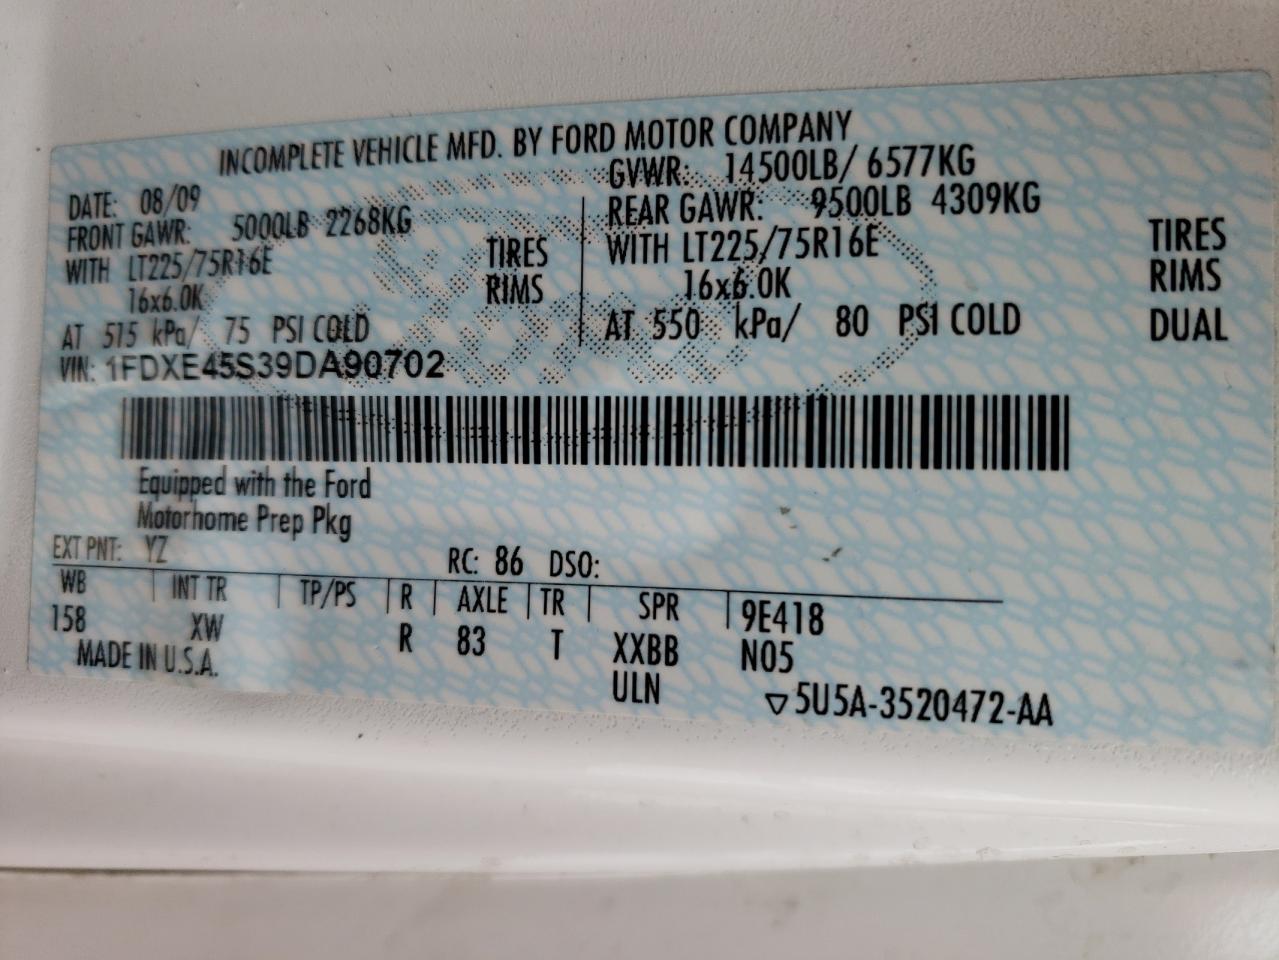 INCOMPLETE VEHICLE MFD. BY FORD MOTOR COMPANY
DATE: 08/09
GVWR: 14500LB/ 6577KG
FRONT GAWR: 5000LB 2268KG
REAR GAWR: 9500LB 4309KG
WITH LT225/75R16E TIRES
WITH LT225/75R16E TIRES
16x6.0K RIMS
16x6.0K RIMS
AT 515 kPa/ 75 PSI COLD
AT 550 kPa/ 80 PSI COLD DUAL
VIN: 1FDXE45S39DA90702
Equipped with the Ford
Motorhome Prep Pkg
EXT PNT: YZ RC: 86 DSO:
WB | INT TR | TP/PS | R | AXLE | TR | SPR | 9E418
158 XW R 83 T XXBB N05
MADE IN U.S.A. ULN ▽5U5A-3520472-AA